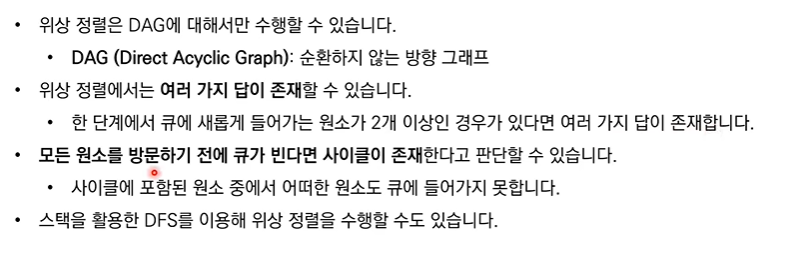 • 위상 정렬은 DAG에 대해서만 수행할 수 있습니다.
• DAG (Direct Acyclic Graph): 순환하지 않는 방향 그래프
• 위상 정렬에서는 여러 가지 답이 존재할 수 있습니다.
• 한 단계에서 큐에 새롭게 들어가는 원소가 2개 이상인 경우가 있다면 여러 가지 답이 존재합니다.
• 모든 원소를 방문하기 전에 큐가 빈다면 사이클이 존재한다고 판단할 수 있습니다.
• 사이클에 포함된 원소 중에서 어떠한 원소도 큐에 들어가지 못합니다.
• 스택을 활용한 DFS를 이용해 위상 정렬을 수행할 수도 있습니다.